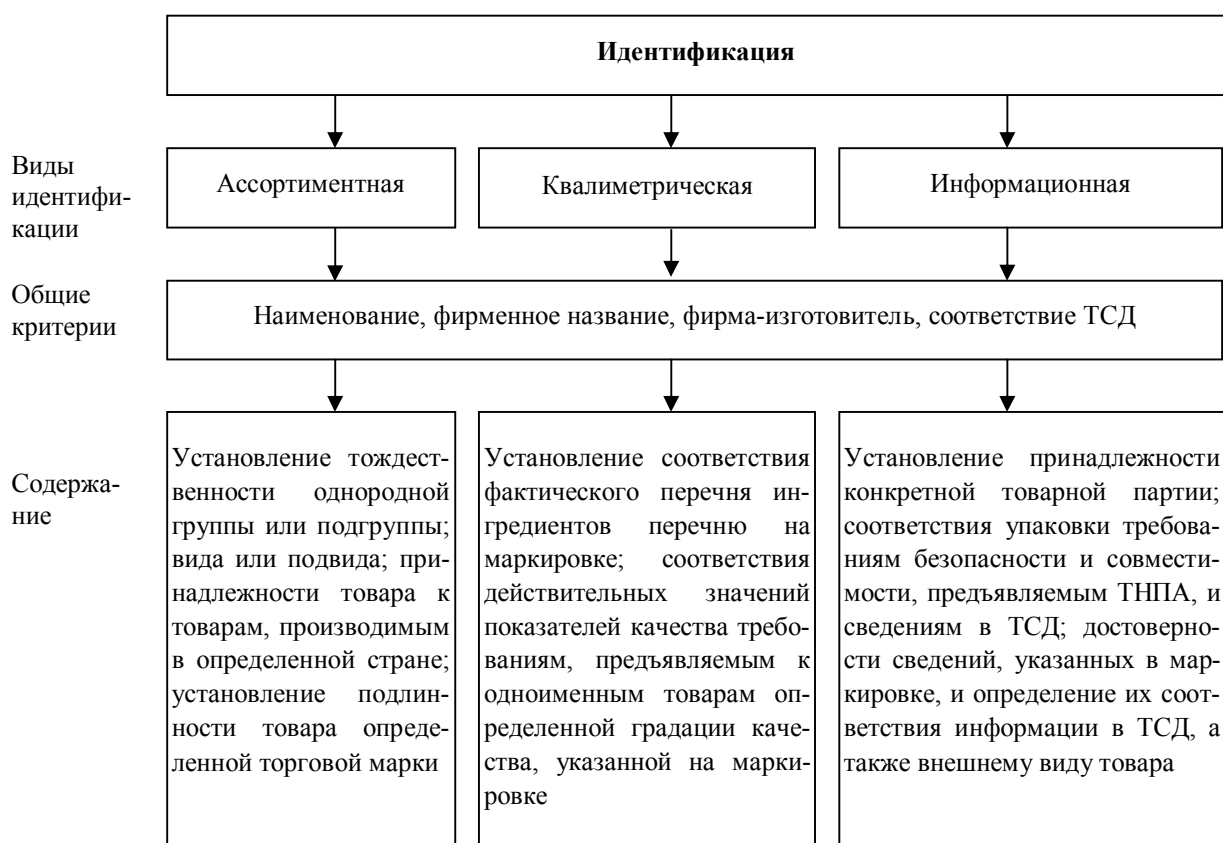 Идентификация
Виды
идентифи-
кации
Ассортиментная
Квалиметрическая
Информационная
Общие
критерии
Наименование, фирменное название, фирма-изготовитель, соответствие ТСД
Содержа-
ние
Установление тождест-
венности однородной
группы или подгруппы;
вида или подвида; при-
надлежности товара к
товарам, производимым
в определенной стране;
установление подлин-
ности товара опреде-
ленной торговой марки
Установление соответствия
фактического перечня ин-
гредиентов перечню на
маркировке; соответствия
действительных значений
показателей качества требо-
ваниям, предъявляемым к
одноименным товарам оп-
ределенной градации каче-
ства, указанной на марки-
ровке
Установление принадлежности
конкретной товарной партии;
соответствия упаковки требова-
ниям безопасности и совмести-
мости, предъявляемым ТНПА, и
сведениям в ТСД; достоверно-
сти сведений, указанных в мар-
кировке, и определение их соот-
ветствия информации в ТСД, а
также внешнему виду товара